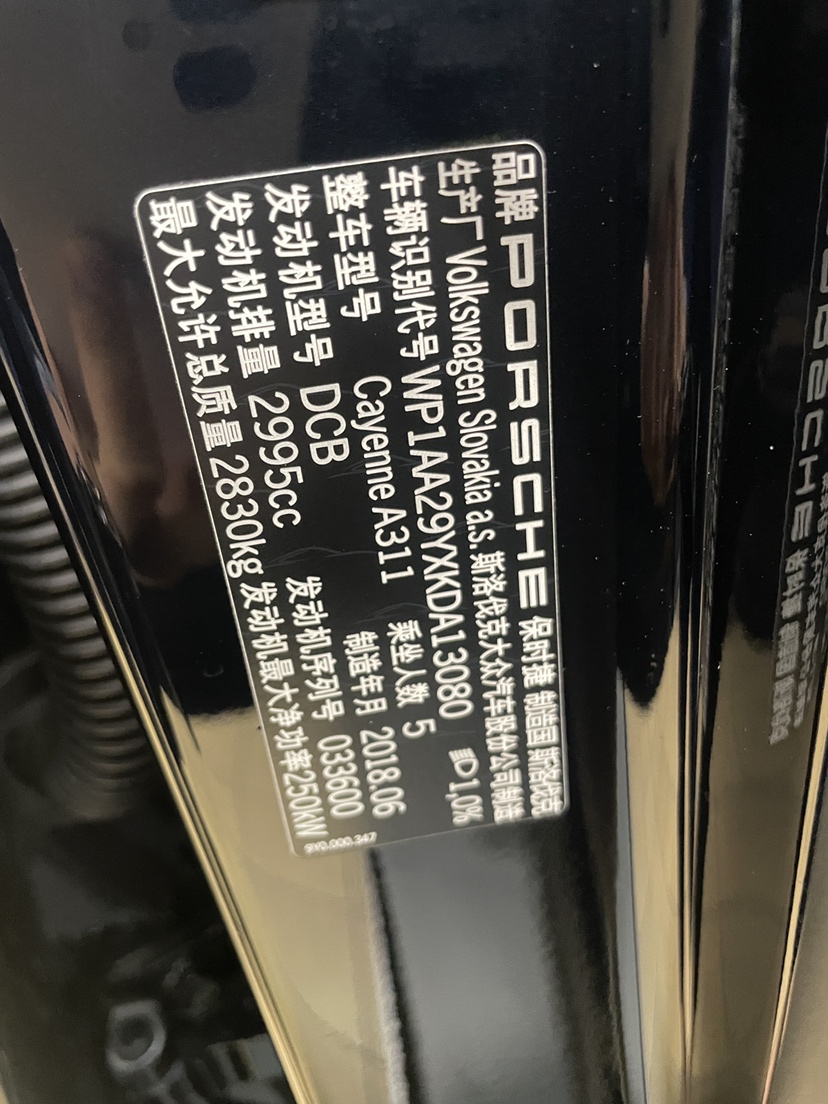 品牌 PORSCHE 保时捷 制造国 斯洛伐克
生产厂 Volkswagen Slovakia a.s. 斯洛伐克大众汽车股份公司制造
车辆识别代号 WP1AA29YXKDA13080 D1,0%
整车型号 Cayenne A311 乘坐人数 5
发动机型号 DCB 制造年月 2018.06
发动机排量 2995cc 发动机序列号 033600
最大允许总质量 2830kg 发动机最大净功率250kW
9Y0.000.347